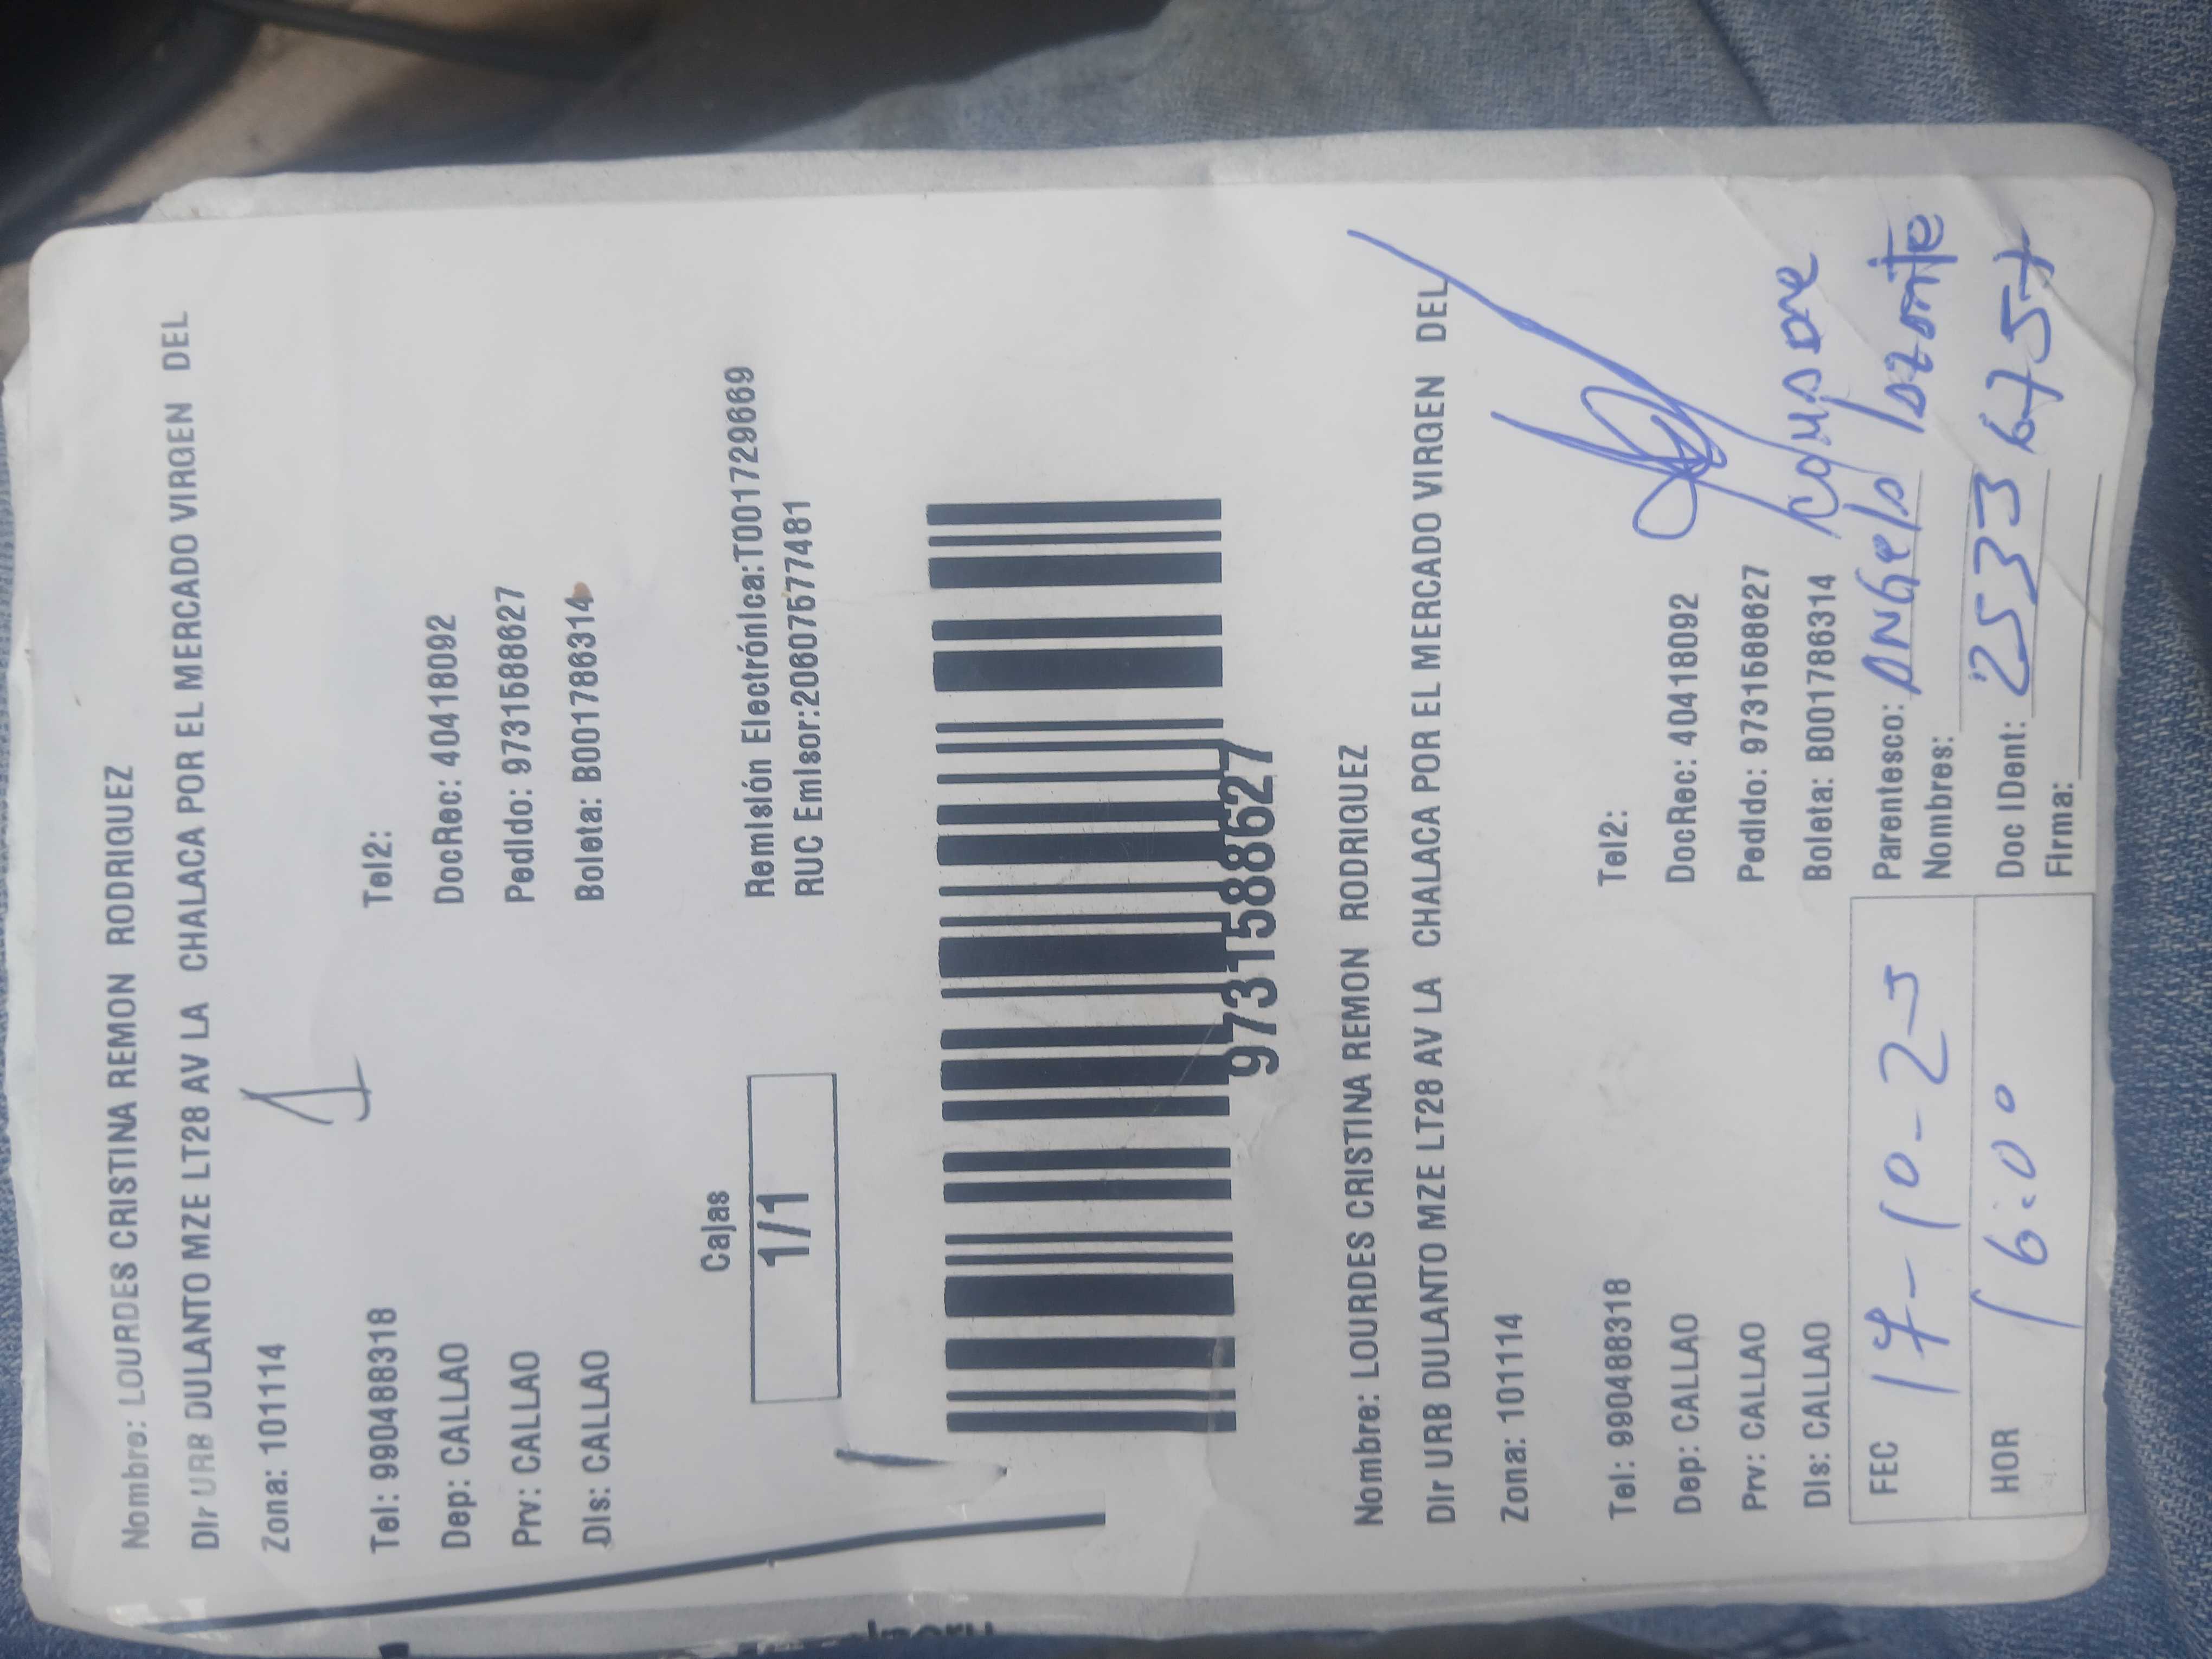 Nombre: LOURDES CRISTINA REMON RODRIGUEZ
Dir URB DULANTO MZE LT28 AV LA CHALACA POR EL MERCADO VIRGEN DEL
Zona: 101114
1
Tel: 990488318 Tel2:
Dep: CALLAO DocRec: 40418092
Prv: CALLAO Pedido: 9731588627
Dis: CALLAO Boleta: B001786314
Cajas
1/1
Remisión Electrónica:T001729669
RUC Emisor:20607577481
9731588627
Nombre: LOURDES CRISTINA REMON RODRIGUEZ
Dir URB DULANTO MZE LT28 AV LA CHALACA POR EL MERCADO VIRGEN DEL
Zona: 101114
Tel: 990488318 Tel2:
Dep: CALLAO DocRec: 40418092
Prv: CALLAO Pedido: 9731588627
Dis: CALLAO Boleta: B001786314
FEC 17-10-25
Parentesco: ANGela
Nombres:
HOR 16:00
Doc IDent: 25336757
Firma: